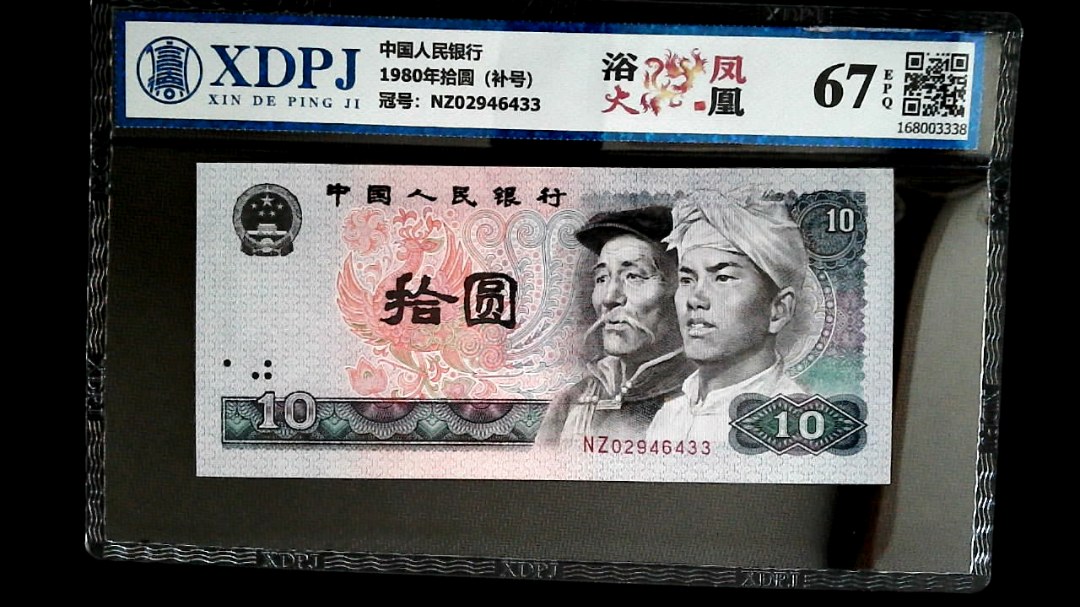 XDPJ
XIN DE PING JI
中国人民银行
1980年拾圆（补号）
冠号：NZ02946433
浴火
凤凰
67
EPQ
168003338
中国人民银行
10
拾圆
10
NZ02946433
10
XDPJ
XDPJ
XDPJ